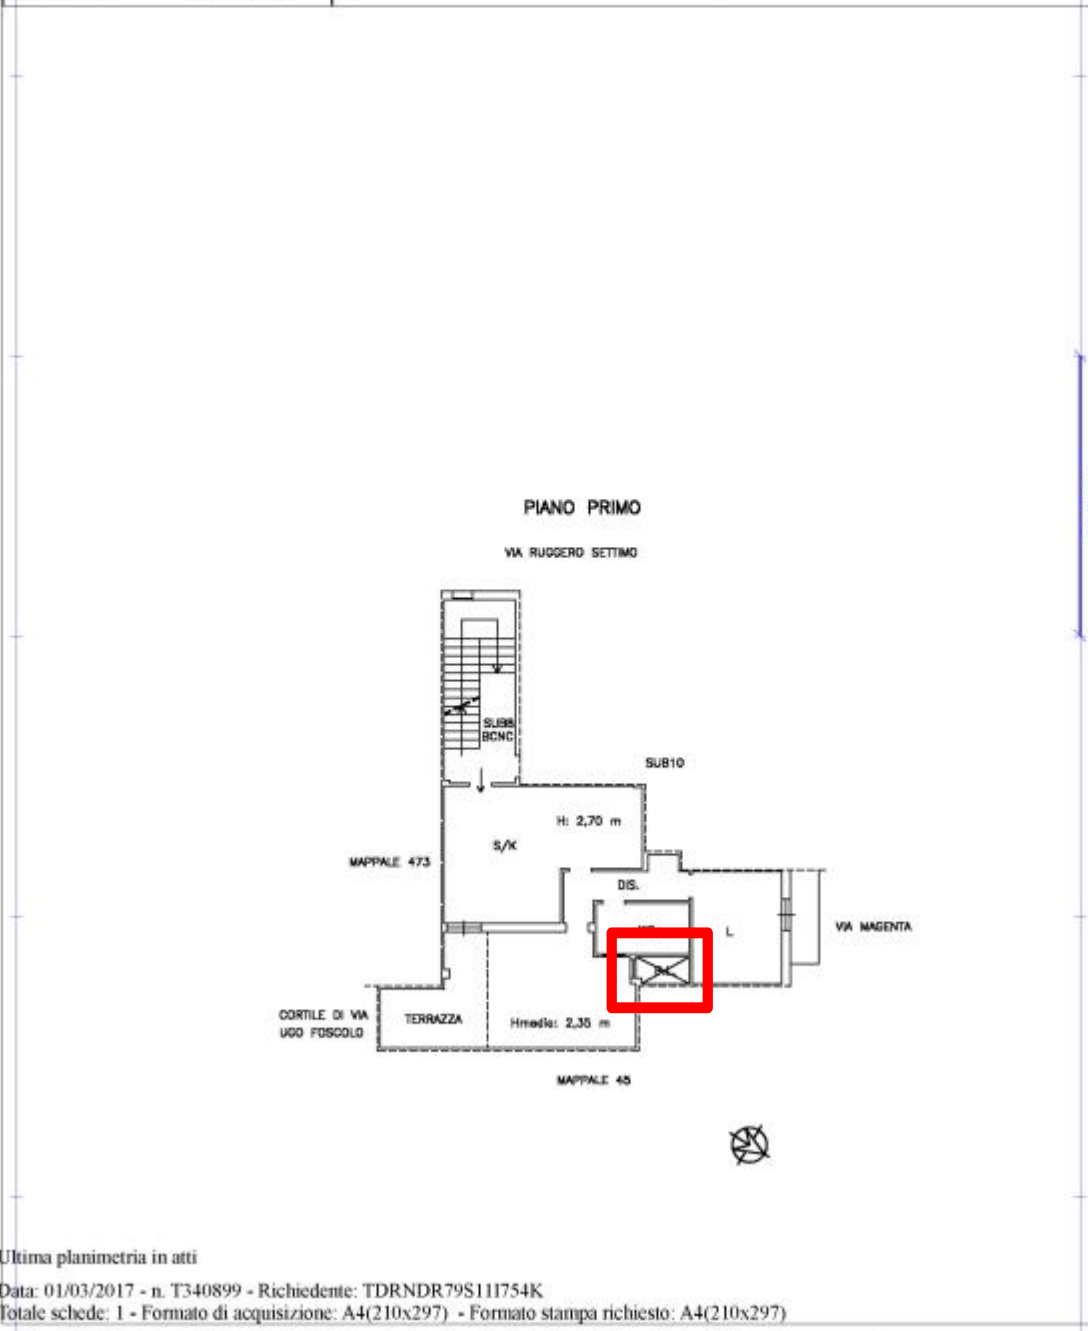 PIANO PRIMO
VIA RUGGERO SETTIMO
SUB8
BCNC
SUB10
H: 2,70 m
S/K
MAPPALE 473
DIS.
L
VIA MAGENTA
CORTILE DI VIA
UGO FOSCOLO
TERRAZZA
Hmedia: 2,35 m
MAPPALE 45
Ultima planimetria in atti
Data: 01/03/2017 - n. T340899 - Richiedente: TDRNDR79S11I754K
Totale schede: 1 - Formato di acquisizione: A4(210x297) - Formato stampa richiesto: A4(210x297)